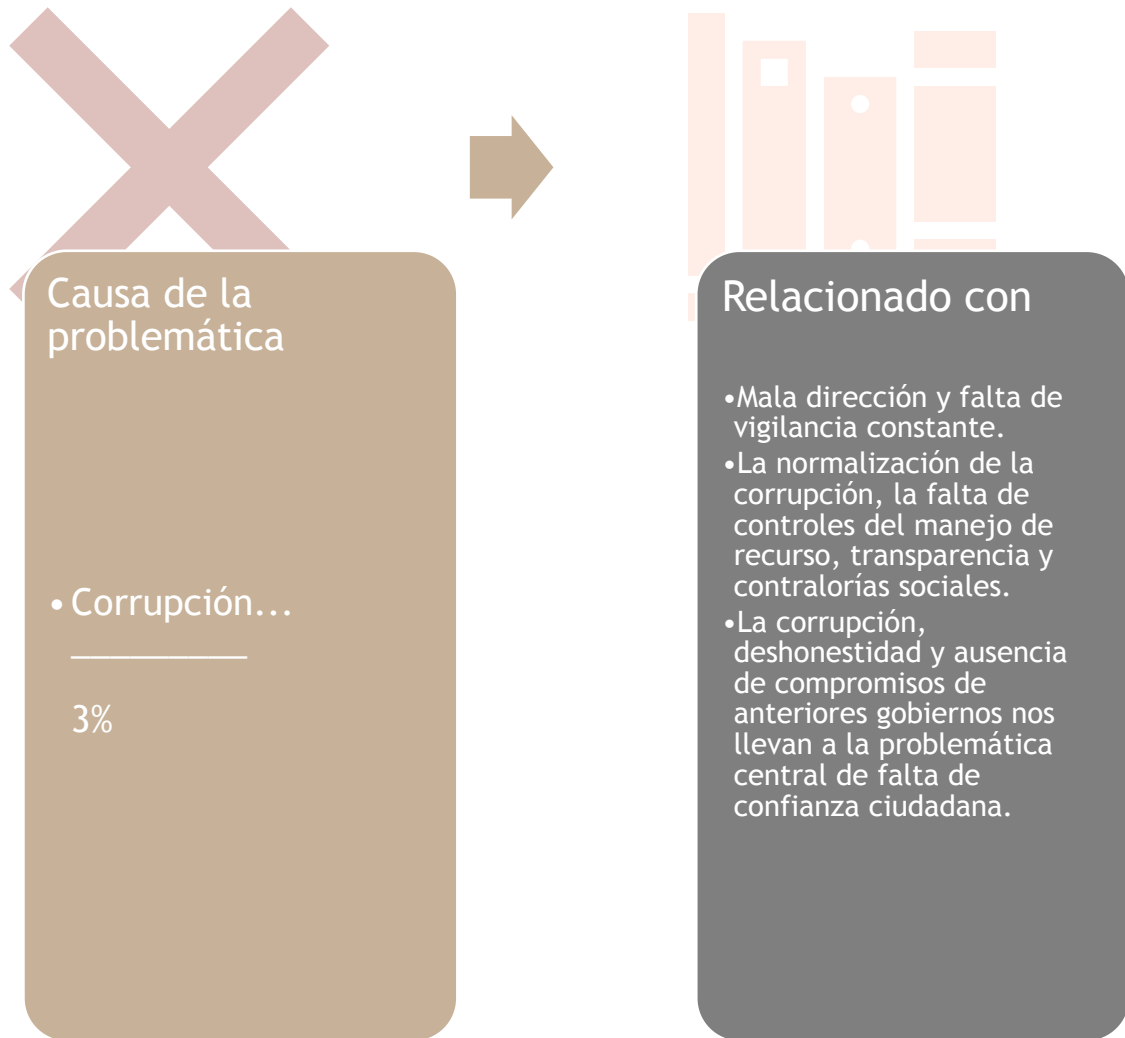 Causa de la
problemática
• Corrupción...
_________
3%
Relacionado con
•Mala dirección y falta de
vigilancia constante.
•La normalización de la
corrupción, la falta de
controles del manejo de
recurso, transparencia y
contralorías sociales.
•La corrupción,
deshonestidad y ausencia
de compromisos de
anteriores gobiernos nos
llevan a la problemática
central de falta de
confianza ciudadana.